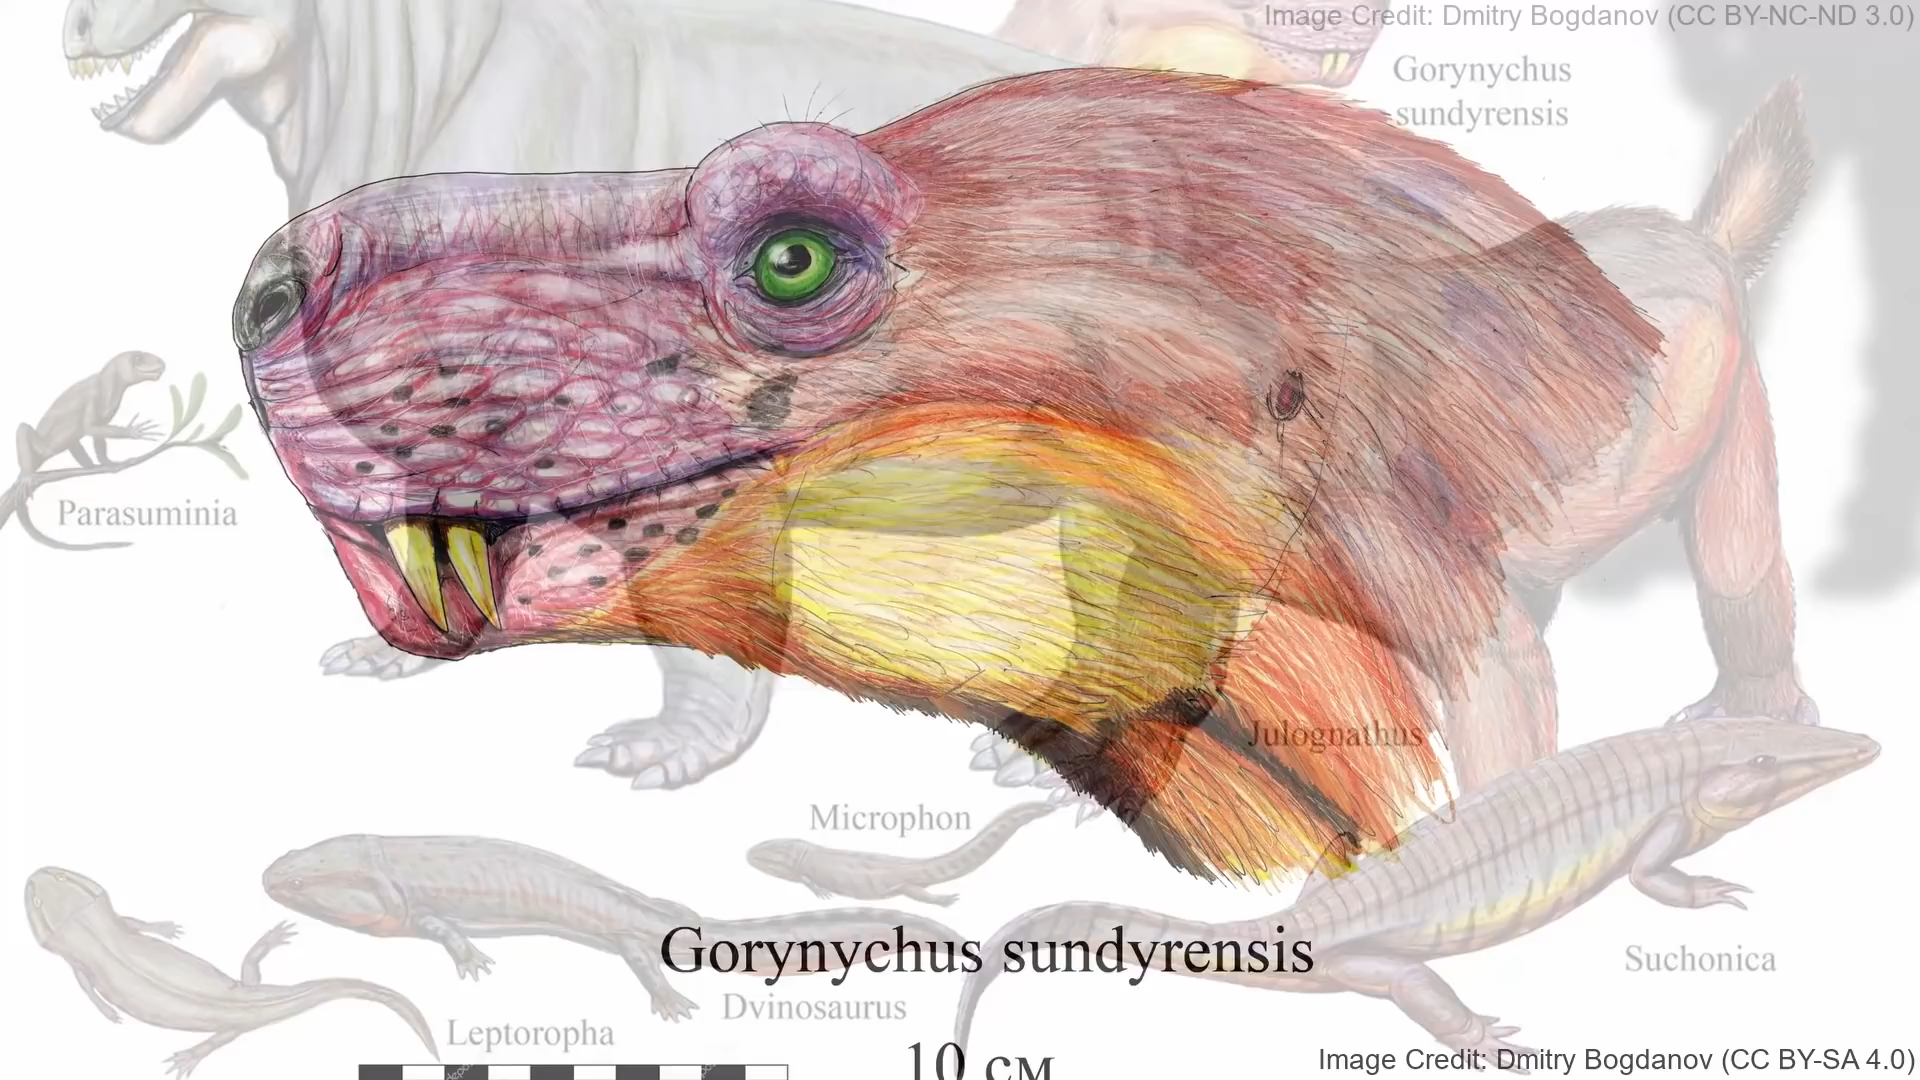 Image Credit: Dmitry Bogdanov (CC BY-NC-ND 3.0)
Gorynychus
sundyrensis
Parasuminia
Julognathus
Microphon
Gorynychus sundyrensis
Suchonica
Dvinosaurus
Leptoropha
10 см
Image Credit: Dmitry Bogdanov (CC BY-SA 4.0)